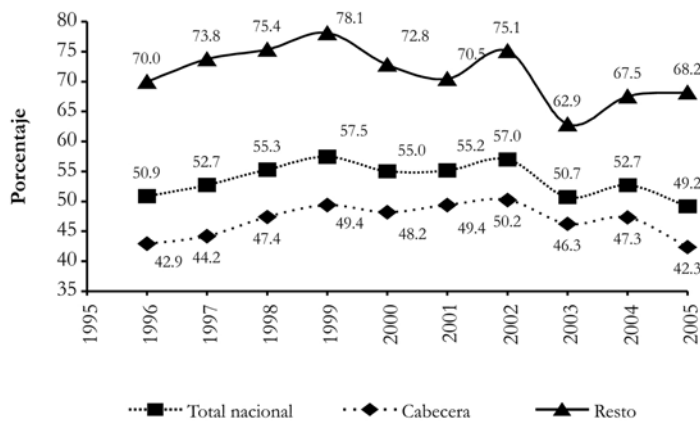 Porcentaje
80
75
70
65
60
55
50
45
40
35
70.0 73.8 75.4 78.1 72.8 70.5 75.1 62.9 67.5 68.2
50.9 52.7 55.3 57.5 55.0 55.2 57.0 50.7 52.7 49.2
42.9 44.2 47.4 49.4 48.2 49.4 50.2 46.3 47.3 42.3
1995 1996 1997 1998 1999 2000 2001 2002 2003 2004 2005
Total nacional Cabecera Resto